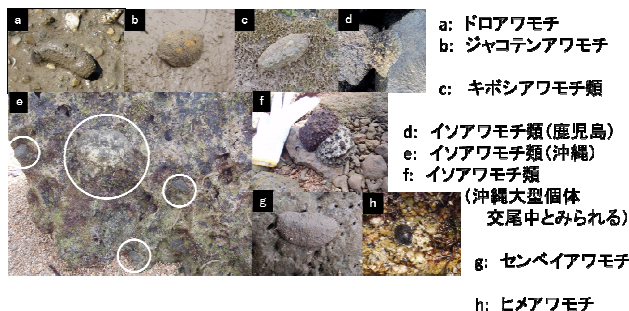 a
b
c
d
e
f
g
h
a: ドロアワモチ
b: ジャコテンアワモチ
c: キボシアワモチ類
d: イソアワモチ類(鹿児島)
e: イソアワモチ類(沖縄)
f: イソアワモチ類
(沖縄大型個体
交尾中とみられる)
g: センベイアワモチ
h: ヒメアワモチ